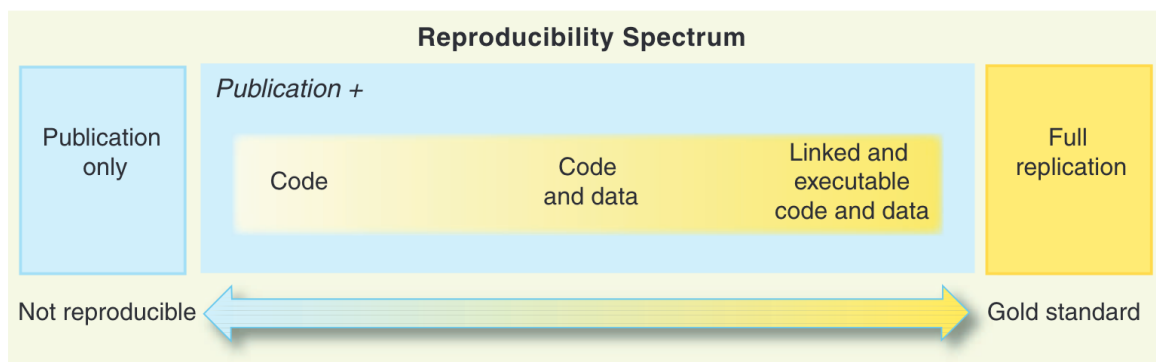 Reproducibility Spectrum
Publication only
Publication +
Code
Code
and data
Linked and
executable
code and data
Full
replication
Not reproducible
Gold standard